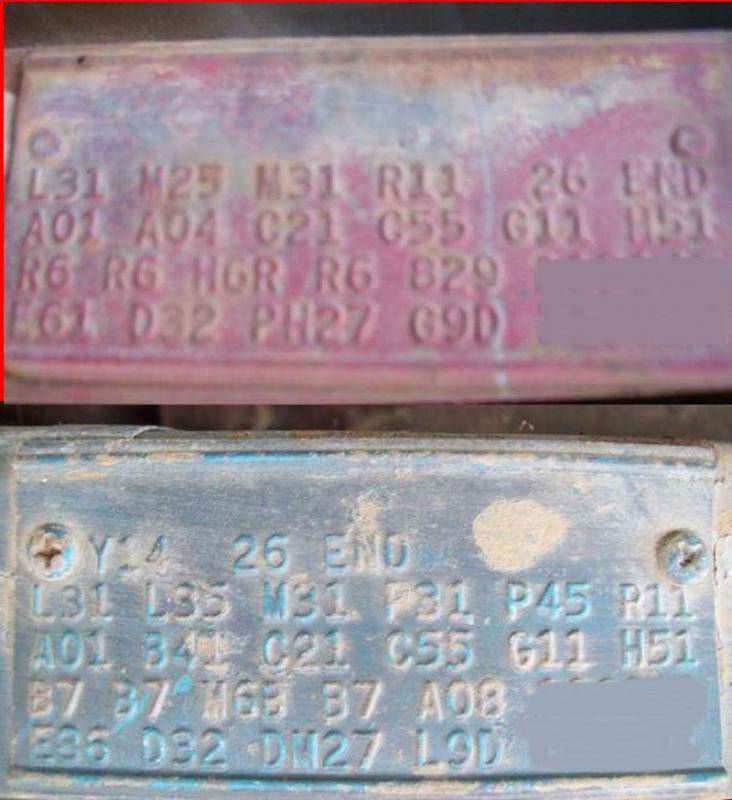 L31 M25 M31 R11 26 END
A01 A04 C21 C55 G11 H51
R6 R6 H6R R6 829
E61 D32 PH27 G9D
Y14 26 END
L31 L35 M31 P31 P45 R11
A01 B41 C21 C55 G11 H51
B7 B7 M6B B7 A08
E86 D32 DM27 L9D